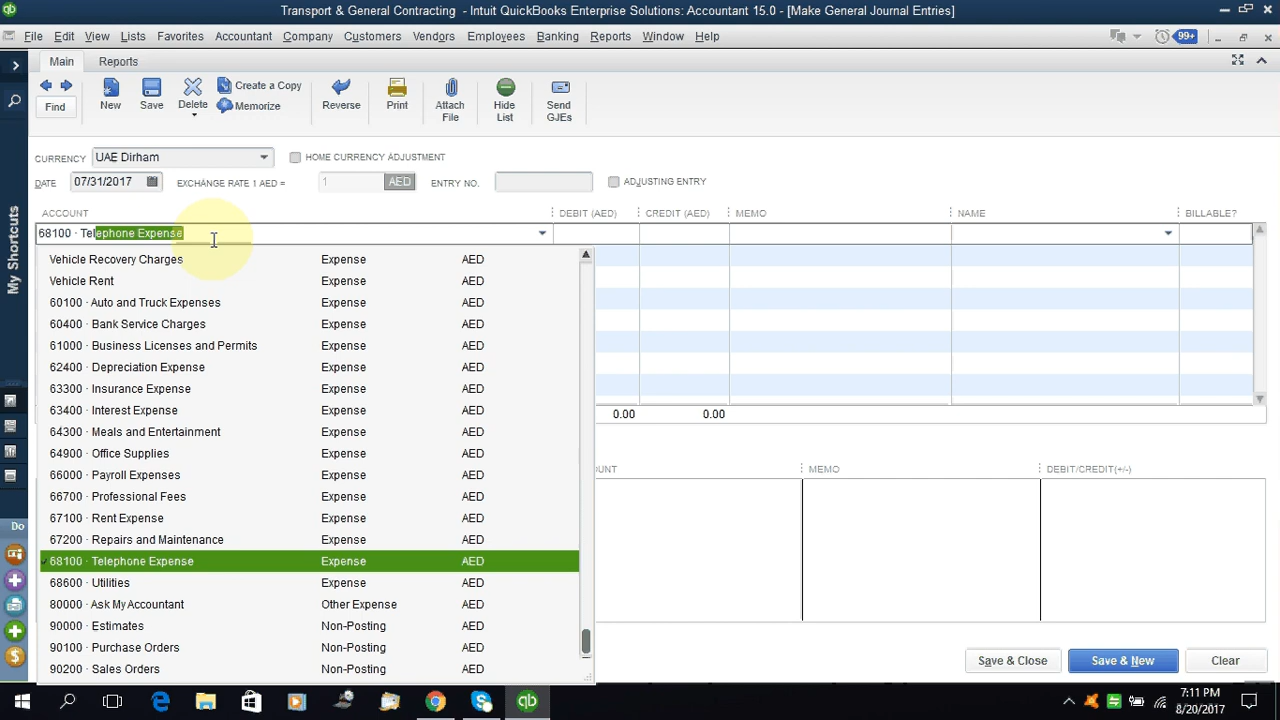 Transport & General Contracting - Intuit QuickBooks Enterprise Solutions: Accountant 15.0 - [Make General Journal Entries]
File Edit View Lists Favorites Accountant Company Customers Vendors Employees Banking Reports Window Help 99+
Main Reports
Find New Save Delete Create a Copy Memorize Reverse Print Attach File Hide List Send GJEs
CURRENCY UAE Dirham HOME CURRENCY ADJUSTMENT
DATE 07/31/2017 EXCHANGE RATE 1 AED = 1 AED ENTRY NO. ADJUSTING ENTRY
My Shortcuts
ACCOUNT DEBIT (AED) CREDIT (AED) MEMO NAME BILLABLE?
68100 · Telephone Expense
Vehicle Recovery Charges Expense AED
Vehicle Rent Expense AED
60100 · Auto and Truck Expenses Expense AED
60400 · Bank Service Charges Expense AED
61000 · Business Licenses and Permits Expense AED
62400 · Depreciation Expense Expense AED
63300 · Insurance Expense Expense AED
63400 · Interest Expense Expense AED
0.00 0.00
64300 · Meals and Entertainment Expense AED
64900 · Office Supplies Expense AED
66000 · Payroll Expenses Expense AED
OUNT MEMO DEBIT/CREDIT(+/-)
66700 · Professional Fees Expense AED
67100 · Rent Expense Expense AED
Do
67200 · Repairs and Maintenance Expense AED
68100 · Telephone Expense Expense AED
68600 · Utilities Expense AED
80000 · Ask My Accountant Other Expense AED
90000 · Estimates Non-Posting AED
90100 · Purchase Orders Non-Posting AED
90200 · Sales Orders Non-Posting AED
Save & Close Save & New Clear
7:11 PM
8/20/2017